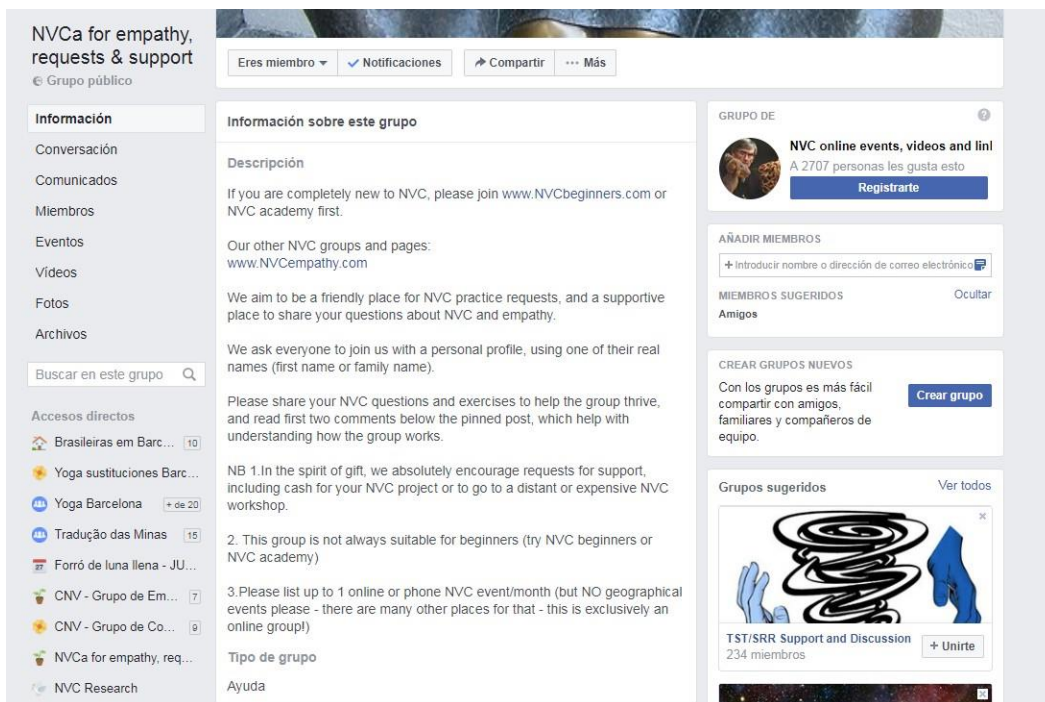 NVCa for empathy,
requests & support
Grupo público
Información
Conversación
Comunicados
Miembros
Eventos
Vídeos
Fotos
Archivos
Buscar en este grupo
Accesos directos
Brasileiras em Barc... 10
Yoga sustituciones Barc...
Yoga Barcelona + de 20
Tradução das Minas 15
Forró de luna llena - JU...
CNV - Grupo de Em... 7
CNV - Grupo de Co... 9
NVCa for empathy, req...
NVC Research
Eres miembro Notificaciones Compartir ··· Más
Información sobre este grupo
Descripción
If you are completely new to NVC, please join www.NVCbeginners.com or
NVC academy first.
Our other NVC groups and pages:
www.NVCempathy.com
We aim to be a friendly place for NVC practice requests, and a supportive
place to share your questions about NVC and empathy.
We ask everyone to join us with a personal profile, using one of their real
names (first name or family name).
Please share your NVC questions and exercises to help the group thrive,
and read first two comments below the pinned post, which help with
understanding how the group works.
NB 1.In the spirit of gift, we absolutely encourage requests for support,
including cash for your NVC project or to go to a distant or expensive NVC
workshop.
2. This group is not always suitable for beginners (try NVC beginners or
NVC academy)
3.Please list up to 1 online or phone NVC event/month (but NO geographical
events please - there are many other places for that - this is exclusively an
online group!)
Tipo de grupo
Ayuda
GRUPO DE ?
NVC online events, videos and linl
A 2707 personas les gusta esto
Registrarte
AÑADIR MIEMBROS
+ Introducir nombre o dirección de correo electrónico
MIEMBROS SUGERIDOS Ocultar
Amigos
CREAR GRUPOS NUEVOS
Con los grupos es más fácil
compartir con amigos,
familiares y compañeros de
equipo.
Crear grupo
Grupos sugeridos Ver todos
TST/SRR Support and Discussion
234 miembros
+ Unirte